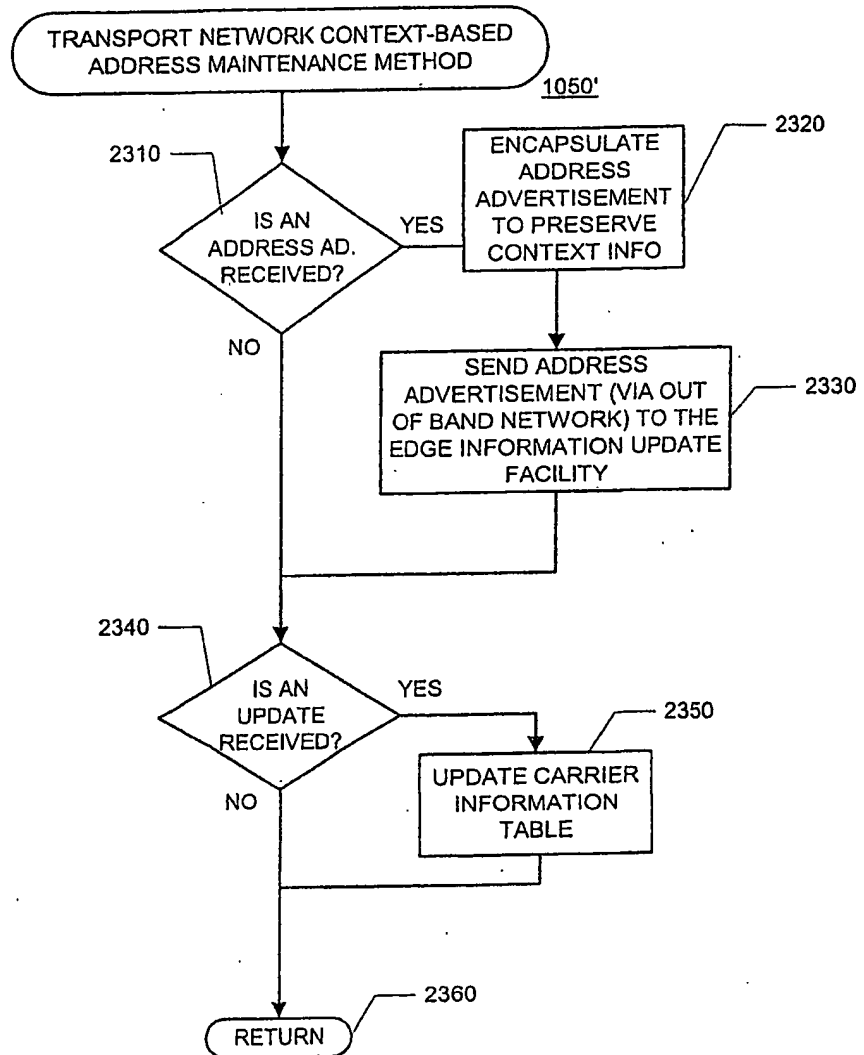 TRANSPORT NETWORK CONTEXT-BASED
ADDRESS MAINTENANCE METHOD
1050'
2310
2320
ENCAPSULATE
ADDRESS
ADVERTISEMENT
TO PRESERVE
CONTEXT INFO
IS AN
ADDRESS AD.
RECEIVED?
YES
NO
SEND ADDRESS
ADVERTISEMENT (VIA OUT
OF BAND NETWORK) TO THE
EDGE INFORMATION UPDATE
FACILITY
2330
2340
IS AN
UPDATE
RECEIVED?
YES
NO
2350
UPDATE CARRIER
INFORMATION
TABLE
2360
RETURN